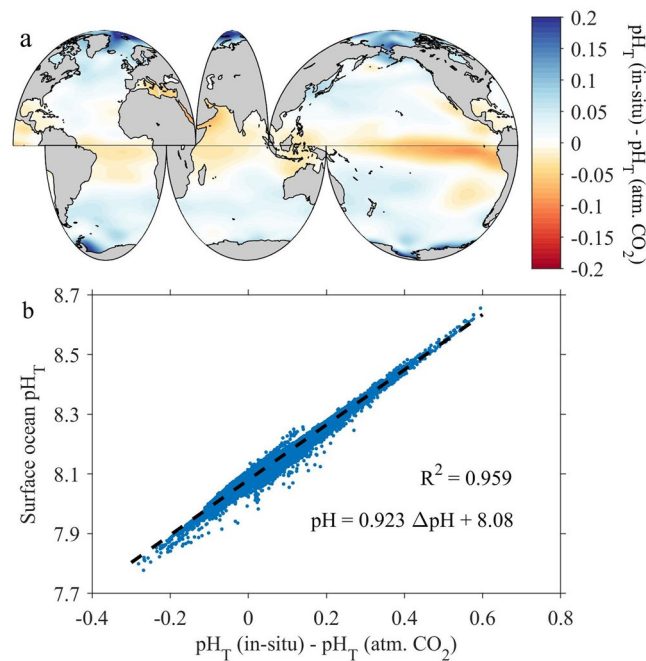 a
0.2
0.15
0.1
0.05
0
-0.05
-0.1
-0.15
-0.2
pH_T (in-situ) - pH_T (atm. CO_2)
b
8.7
8.5
8.3
8.1
7.9
7.7
Surface ocean pH_T
R^2 = 0.959
pH = 0.923 ΔpH + 8.08
-0.4 -0.2 0 0.2 0.4 0.6 0.8
pH_T (in-situ) - pH_T (atm. CO_2)